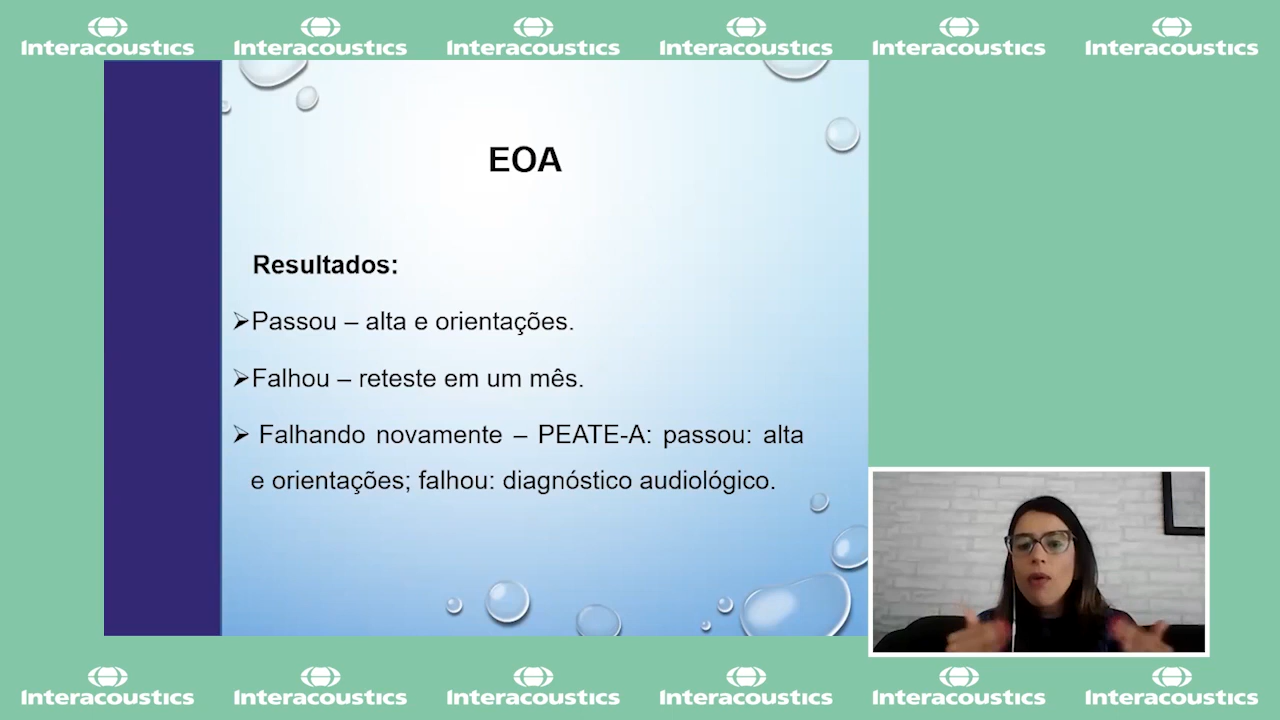 Interacoustics Interacoustics Interacoustics Interacoustics Interacoustics Interacoustics
EOA
Resultados:
➢Passou – alta e orientações.
➢Falhou – reteste em um mês.
➢ Falhando novamente – PEATE-A: passou: alta
e orientações; falhou: diagnóstico audiológico.
Interacoustics Interacoustics Interacoustics Interacoustics Interacoustics Interacoustics